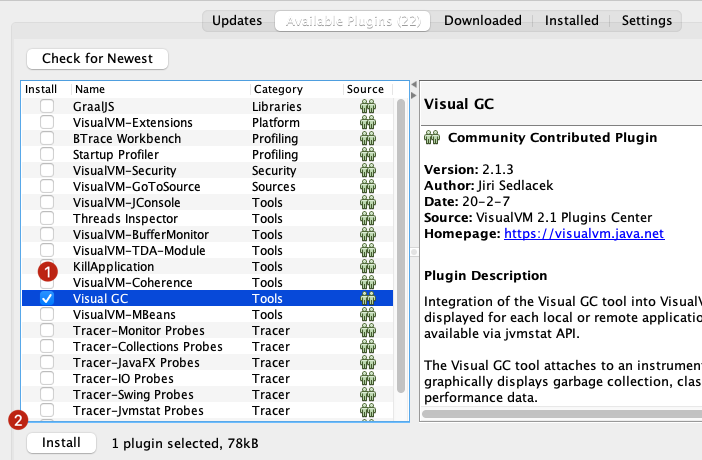 Updates Available Plugins (22) Downloaded Installed Settings
Check for Newest
Install Name Category Source
GraalJS Libraries
VisualVM-Extensions Platform
BTrace Workbench Profiling
Startup Profiler Profiling
VisualVM-Security Security
VisualVM-GoToSource Sources
VisualVM-JConsole Tools
Threads Inspector Tools
VisualVM-BufferMonitor Tools
VisualVM-TDA-Module Tools
1 KillApplication Tools
VisualVM-Coherence Tools
Visual GC Tools
VisualVM-MBeans Tools
Tracer-Monitor Probes Tracer
Tracer-Collections Probes Tracer
Tracer-JavaFX Probes Tracer
Tracer-IO Probes Tracer
Tracer-Swing Probes Tracer
Tracer-Jvmstat Probes Tracer
2
Install 1 plugin selected, 78kB
Visual GC
Community Contributed Plugin
Version: 2.1.3
Author: Jiri Sedlacek
Date: 20-2-7
Source: VisualVM 2.1 Plugins Center
Homepage: https://visualvm.java.net
Plugin Description
Integration of the Visual GC tool into Visual
displayed for each local or remote applicatio
available via jvmstat API.
The Visual GC tool attaches to an instrument
graphically displays garbage collection, clas
performance data.